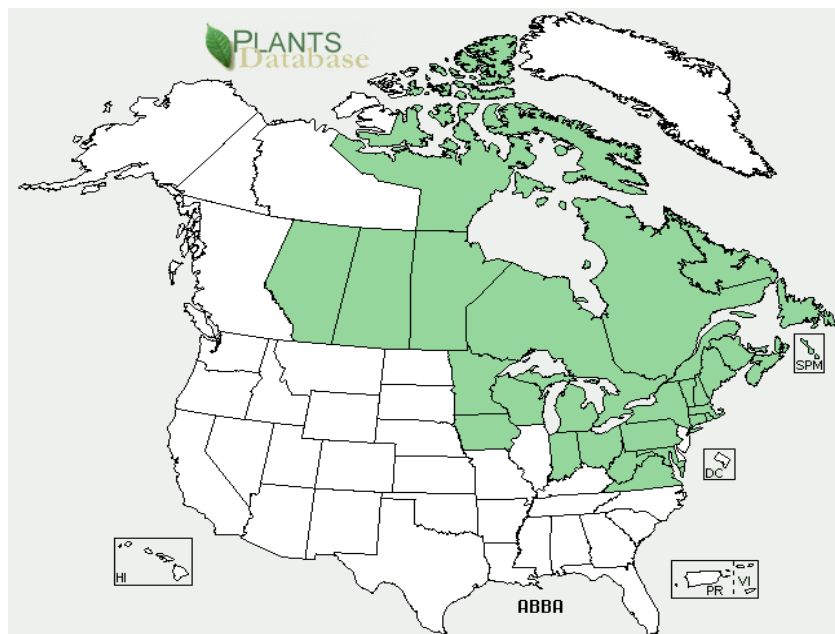 PLANTS
Database
SPM
DC
HI
PR
VI
ABBA